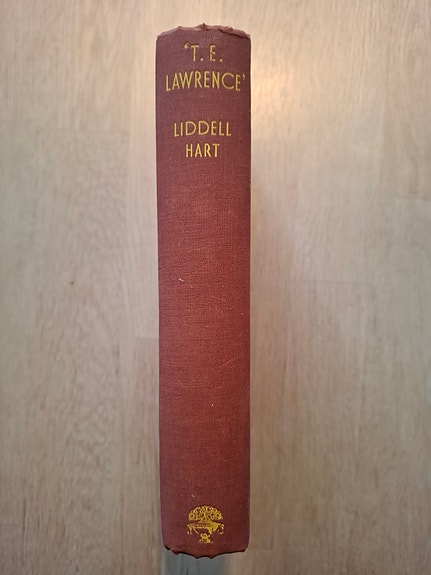 'T. E.
LAWRENCE'
LIDDELL
HART